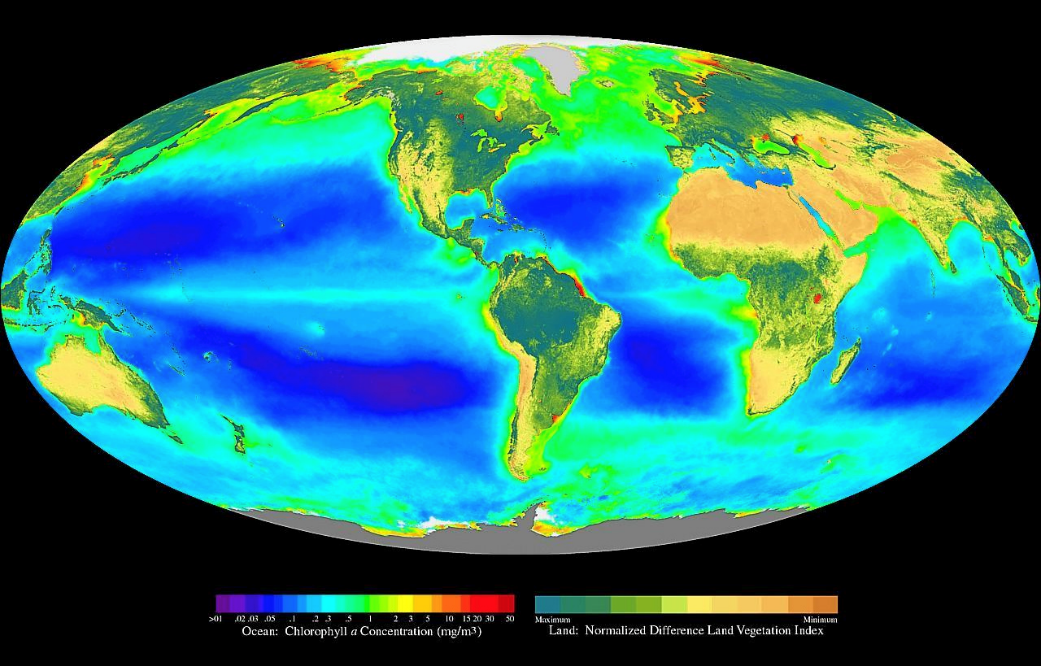 >01 .02 .03 .05 .1 .2 .3 .5 1 2 3 5 10 15 20 30 50
Ocean: Chlorophyll a Concentration (mg/m3)
Maximum Minimum
Land: Normalized Difference Land Vegetation Index